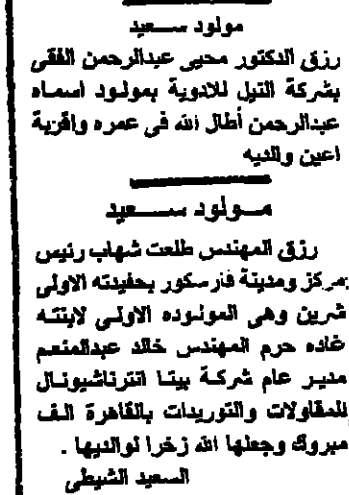 مولود سعيد
رزق الدكتور محيى عبدالرحمن الفقى
بشركة النيل للادوية بمولود اسماه
عبدالرحمن أطال الله فى عمره واقربة
اعين والديه
مولود سعيد
رزق المهندس طلعت شهاب رئيس
مركز ومدينة فارسكور بحفيدته الاولى
شرين وهى المولوده الاولى لابنته
غاده حرم المهندس خالد عبدالمنعم
مدير عام شركة بيتا انترناشيونال
للمقاولات والتوريدات بالقاهرة الف
مبروك وجعلها الله زخرا لوالديها .
السعيد الشيطى